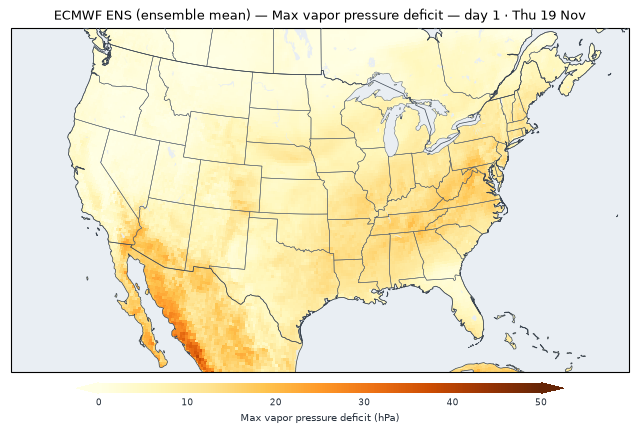 ECMWF ENS (ensemble mean) — Max vapor pressure deficit — day 1 · Thu 19 Nov
0 10 20 30 40 50
Max vapor pressure deficit (hPa)